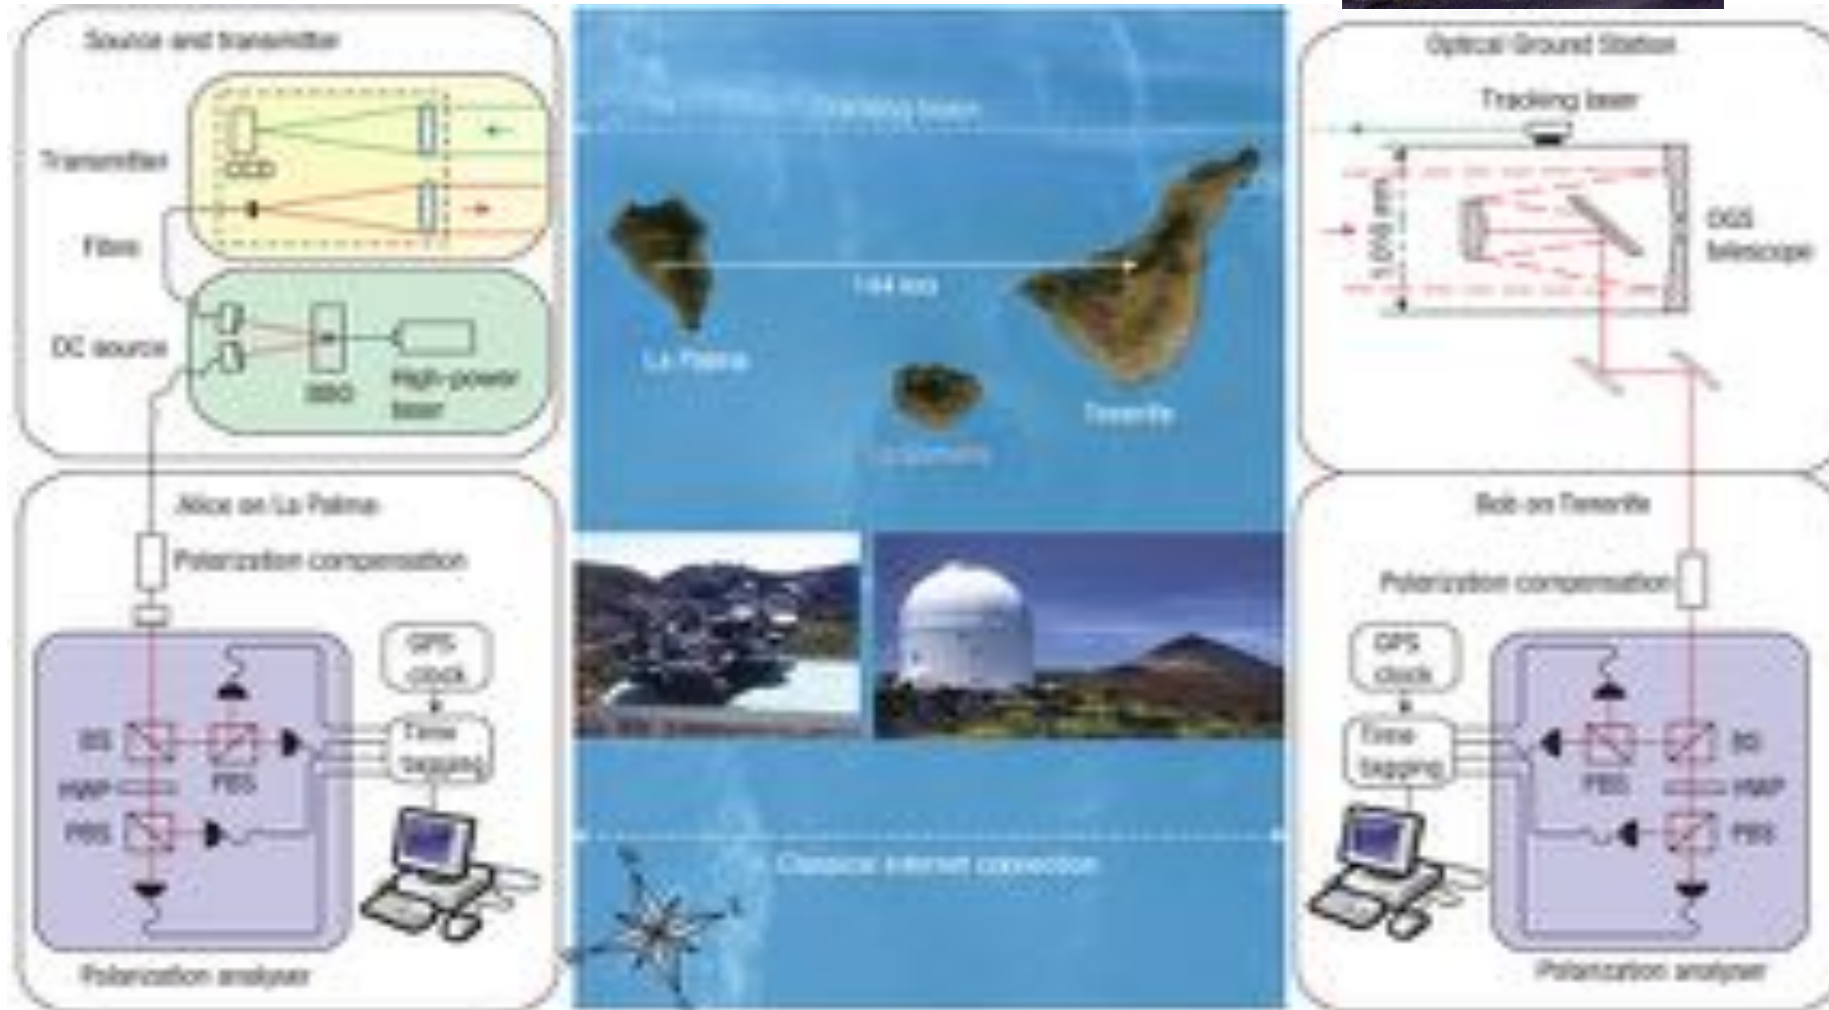 Source and transmitter
Transmitter
Fibre
DC source
BBO
High-power
laser
Alice on La Palma
Polarization compensation
GPS
clock
Time
tagging
BS
PBS
HWP
PBS
Polarization analyser
Tracking beam
144 km
La Palma
Tenerife
Classical internet connection
Optical Ground Station
Tracking laser
OGS
telescope
Bob on Tenerife
Polarization compensation
GPS
clock
Time
tagging
BS
PBS
HWP
PBS
Polarization analyser